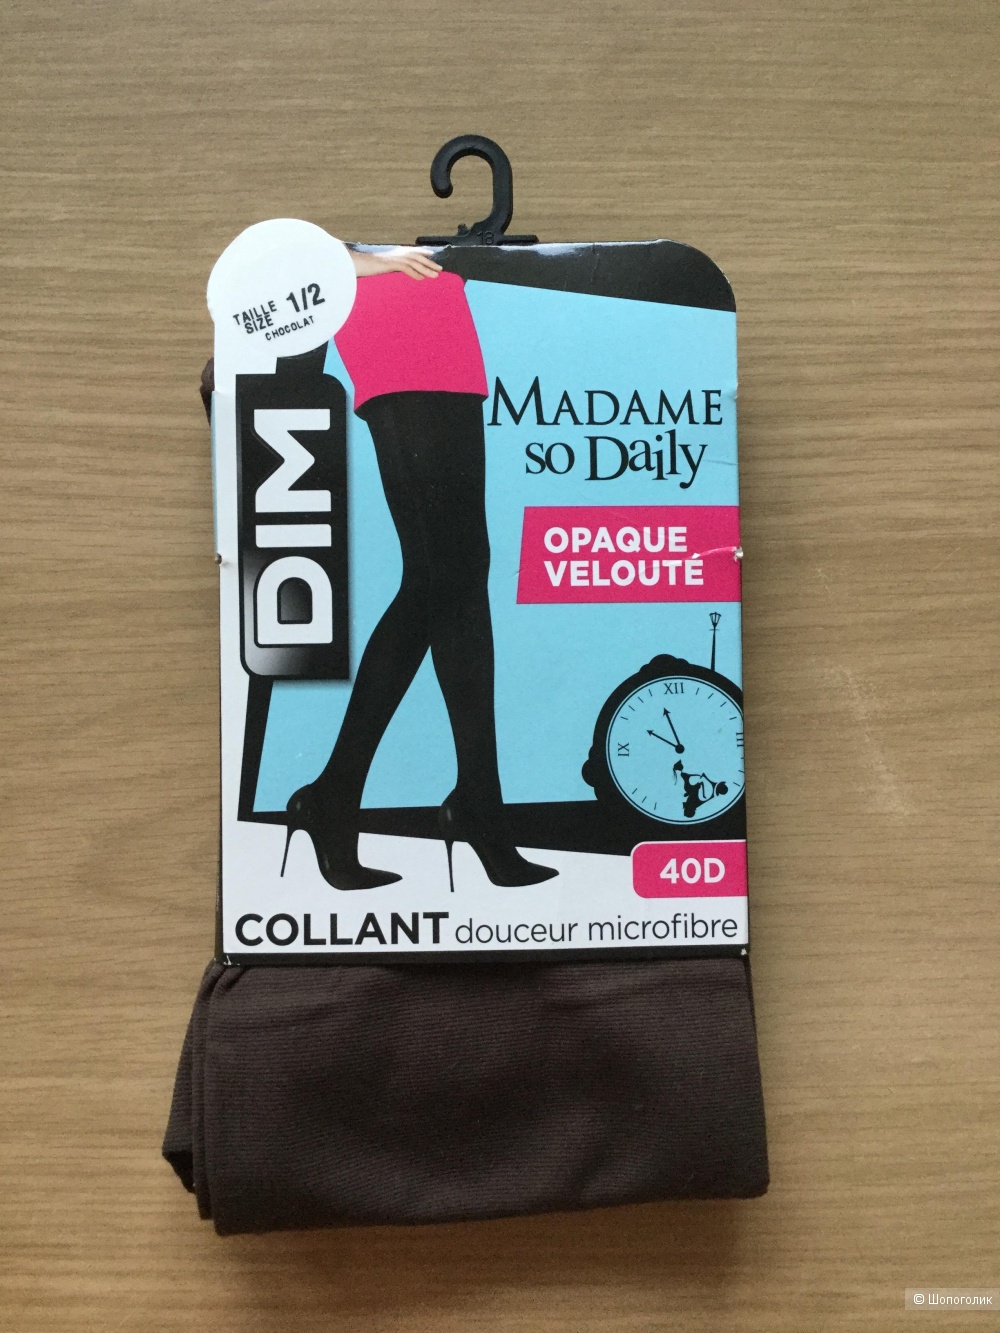 18
TAILLE
SIZE 1/2
CHOCOLAT
DIM
MADAME
so Daily
OPAQUE
VELOUTÉ
XII
III
IX
40D
COLLANT douceur microfibre
© Шопоголик